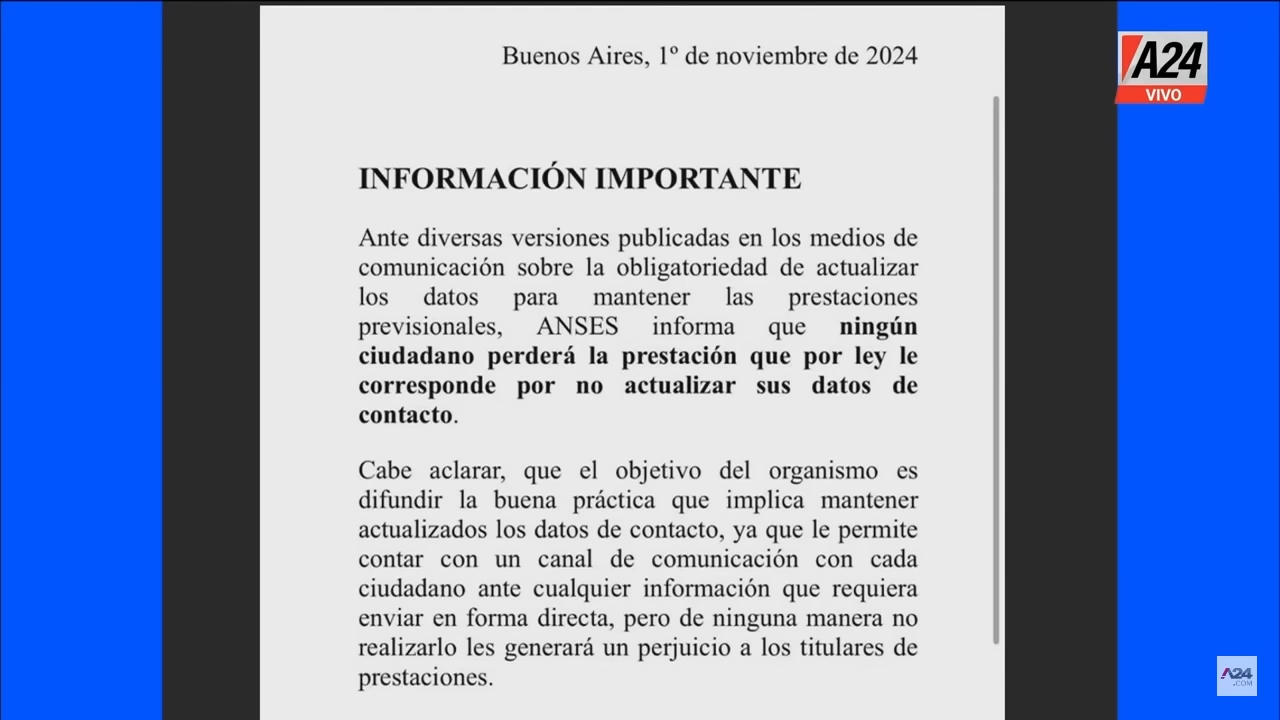 Buenos Aires, 1º de noviembre de 2024
A24
VIVO
INFORMACIÓN IMPORTANTE
Ante diversas versiones publicadas en los medios de
comunicación sobre la obligatoriedad de actualizar
los datos para mantener las prestaciones
previsionales, ANSES informa que ningún
ciudadano perderá la prestación que por ley le
corresponde por no actualizar sus datos de
contacto.
Cabe aclarar, que el objetivo del organismo es
difundir la buena práctica que implica mantener
actualizados los datos de contacto, ya que le permite
contar con un canal de comunicación con cada
ciudadano ante cualquier información que requiera
enviar en forma directa, pero de ninguna manera no
realizarlo les generará un perjuicio a los titulares de
prestaciones.
A24
.COM